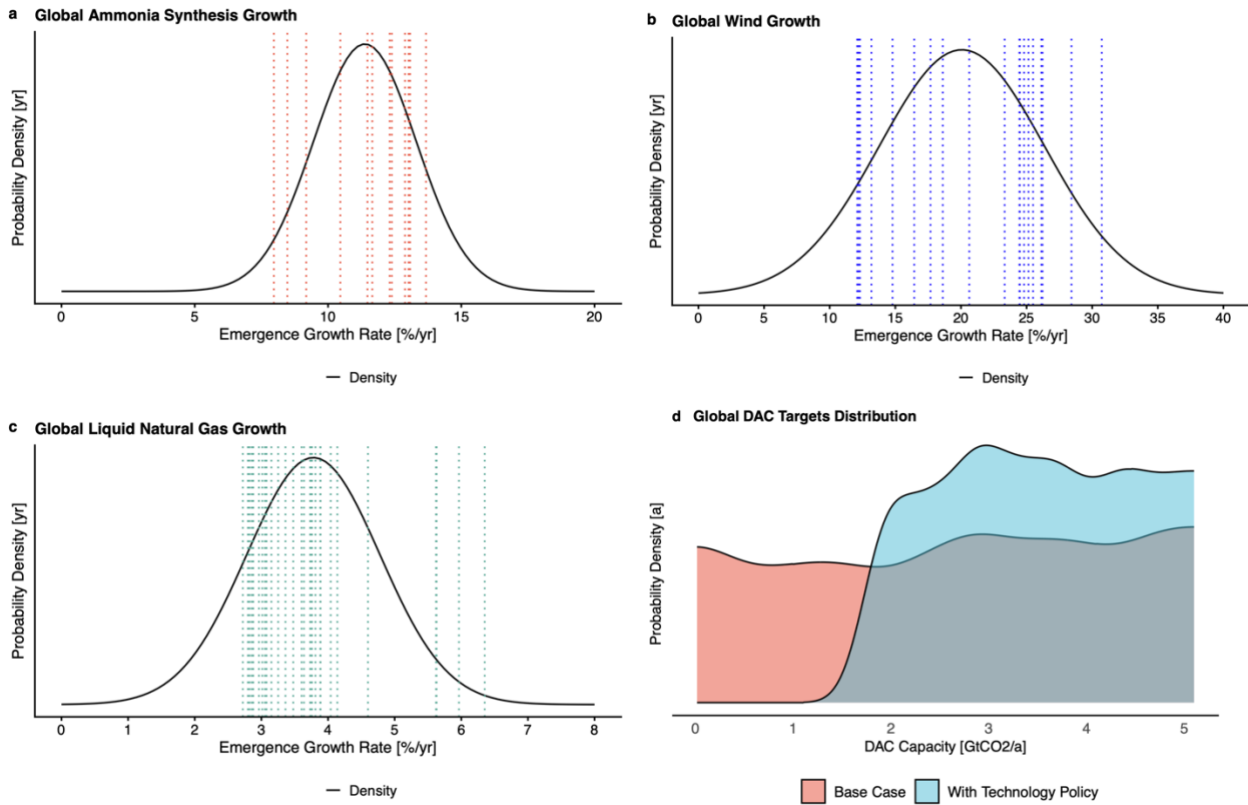 a Global Ammonia Synthesis Growth
Probability Density [yr]
0 5 10 15 20
Emergence Growth Rate [%/yr]
Density
b Global Wind Growth
Probability Density [yr]
0 5 10 15 20 25 30 35 40
Emergence Growth Rate [%/yr]
Density
c Global Liquid Natural Gas Growth
Probability Density [yr]
0 1 2 3 4 5 6 7 8
Emergence Growth Rate [%/yr]
Density
d Global DAC Targets Distribution
Probability Density [a]
0 1 2 3 4 5
DAC Capacity [GtCO2/a]
Base Case With Technology Policy